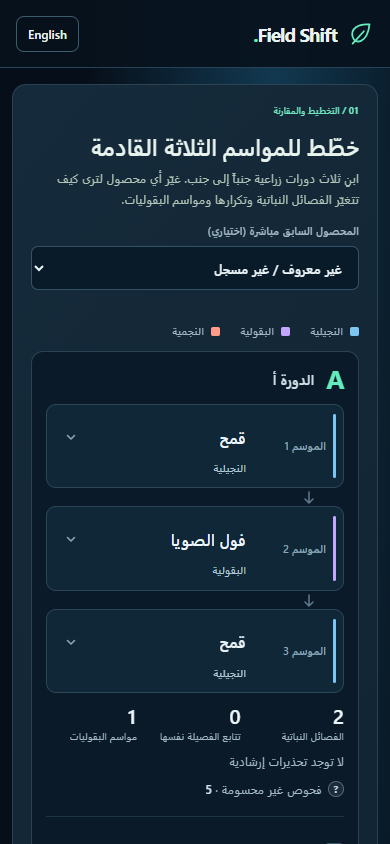 Field Shift.
English
01 / التخطيط والمقارنة
خطّط للمواسم الثلاثة القادمة
ابنِ ثلاث دورات زراعية جنباً إلى جنب. غيّر أي محصول لترى كيف
تتغيّر الفصائل النباتية وتكرارها ومواسم البقوليات.
المحصول السابق مباشرة (اختياري)
غير معروف / غير مسجل
النجيلية
البقولية
النجمية
A الدورة أ
الموسم 1
قمح
النجيلية
الموسم 2
فول الصويا
البقولية
الموسم 3
قمح
النجيلية
2 0 1
الفصائل النباتية تتابع الفصيلة نفسها مواسم البقوليات
لا توجد تحذيرات إرشادية
? فحوص غير محسومة · 5